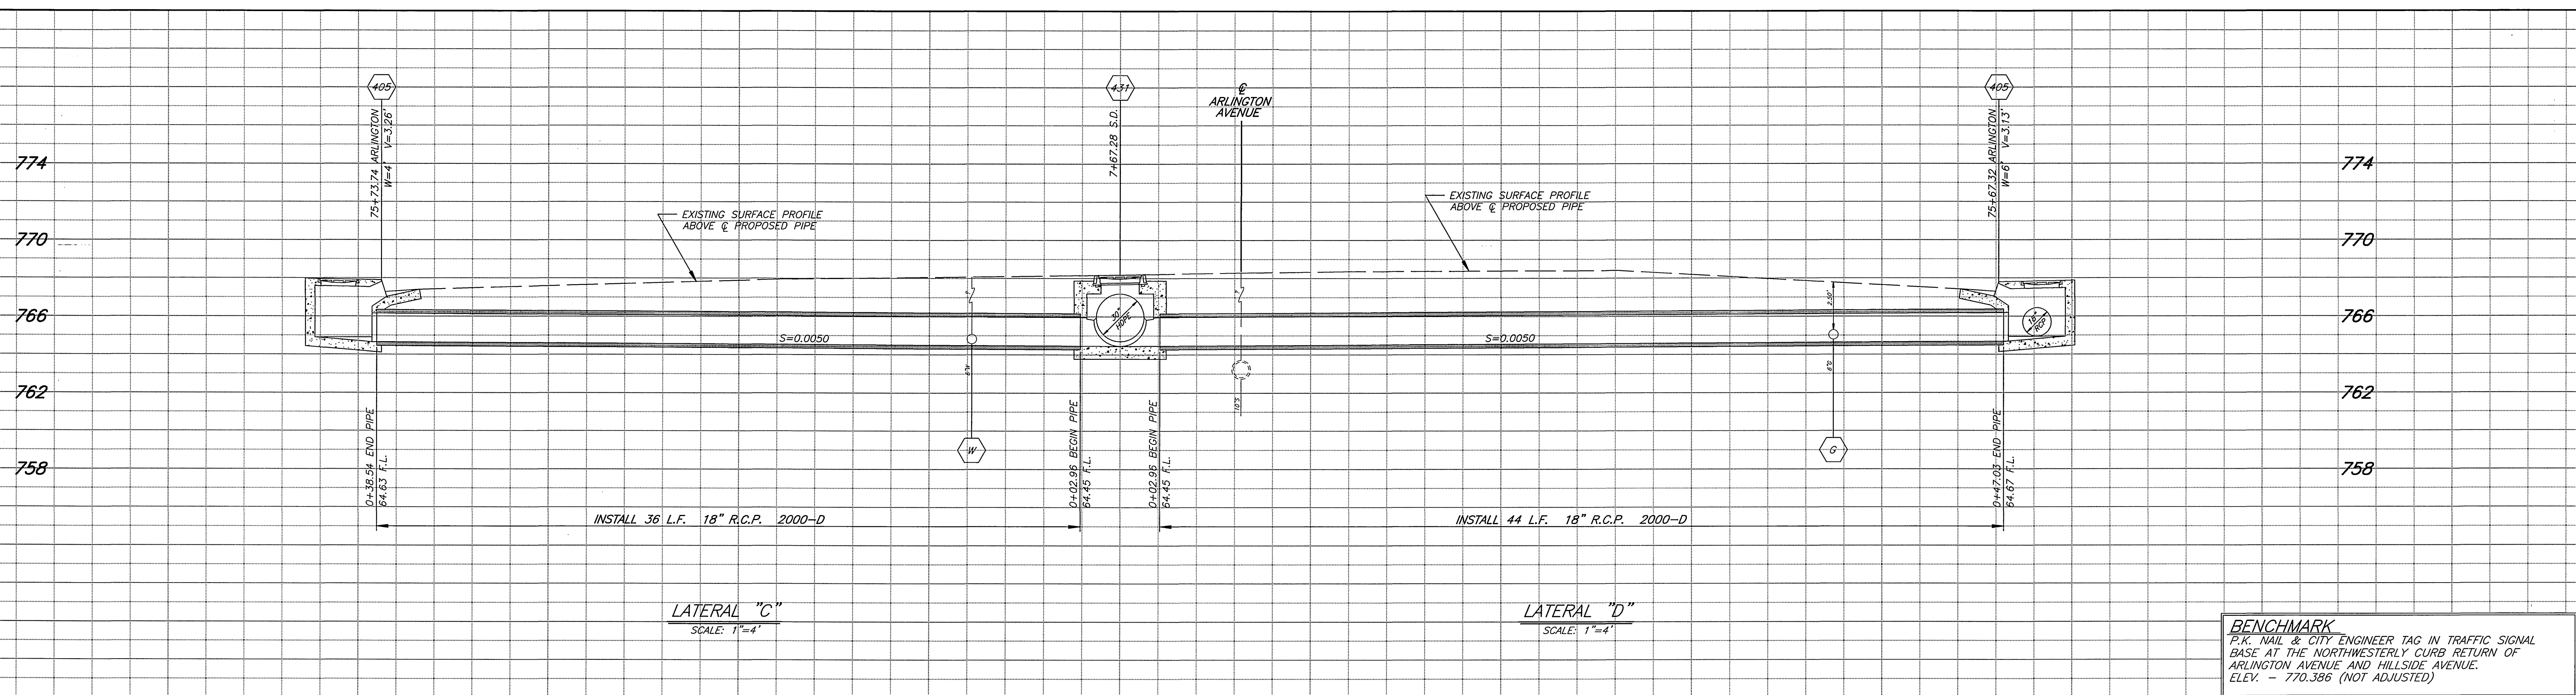 405
431
℄
ARLINGTON
AVENUE
405
75+73.74 ARLINGTON
W=4' V=3.26'
7+67.28 S.D.
75+67.32 ARLINGTON
W=6' V=3.13'
774
774
EXISTING SURFACE PROFILE
ABOVE ℄ PROPOSED PIPE
EXISTING SURFACE PROFILE
ABOVE ℄ PROPOSED PIPE
770
770
2.50'
766
30"
HDPE
18"
RCP
766
S=0.0050
S=0.0050
6"W
6"G
762
10"S
762
W
G
758
758
0+38.54 END PIPE
64.63 F.L.
0+02.96 BEGIN PIPE
64.45 F.L.
0+02.96 BEGIN PIPE
64.45 F.L.
0+47.03 END PIPE
64.67 F.L.
INSTALL 36 L.F. 18" R.C.P. 2000-D
INSTALL 44 L.F. 18" R.C.P. 2000-D
LATERAL "C"
SCALE: 1"=4'
LATERAL "D"
SCALE: 1"=4'
BENCHMARK
P.K. NAIL & CITY ENGINEER TAG IN TRAFFIC SIGNAL
BASE AT THE NORTHWESTERLY CURB RETURN OF
ARLINGTON AVENUE AND HILLSIDE AVENUE.
ELEV. - 770.386 (NOT ADJUSTED)